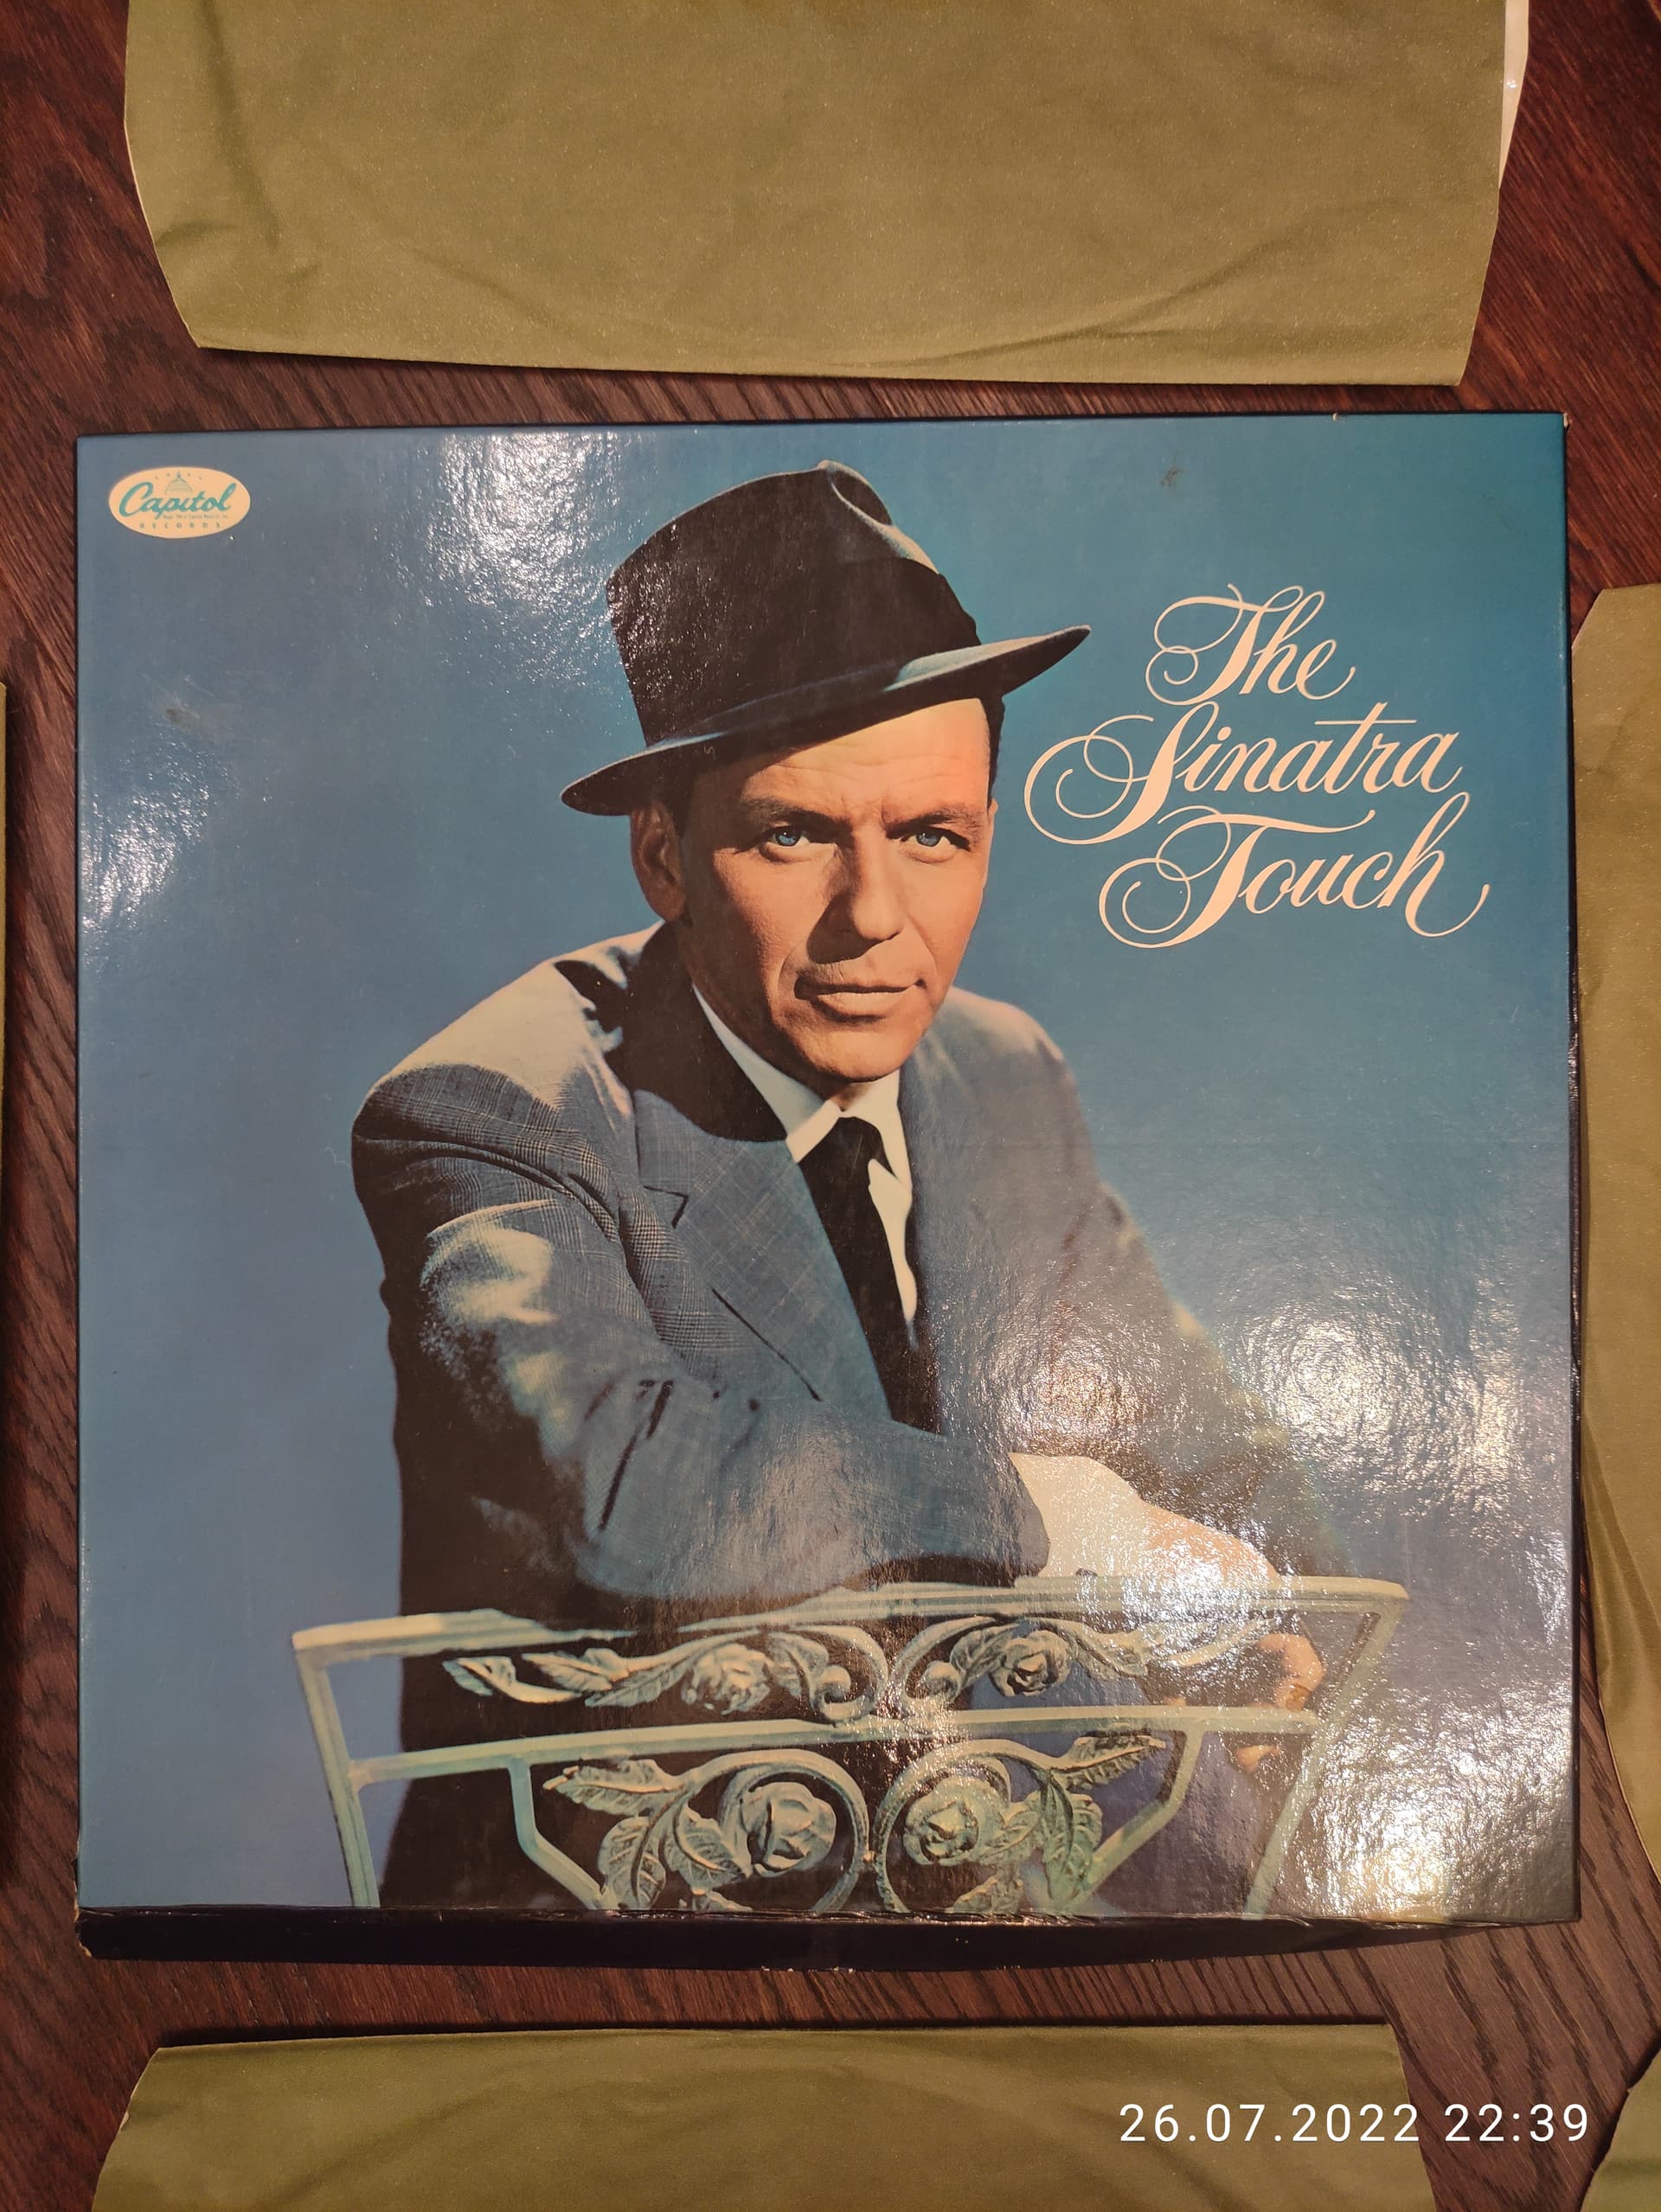 Capitol
RECORDS
The
Sinatra
Touch
26.07.2022 22:39